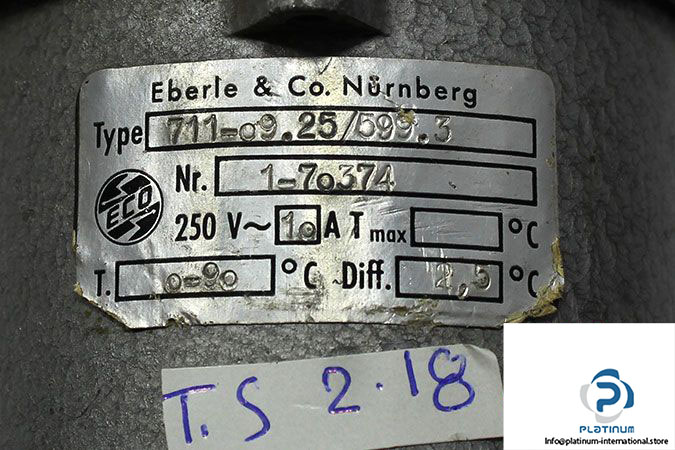 Eberle & Co. Nürnberg
Type 711-09.25/599.3
Nr. 1-70374
ECO
250 V~ 10 A Tmax °C
T. 0-90 °C Diff. 2,5 °C
T.S 2.18
PLATINUM
Info@platinum-international.store